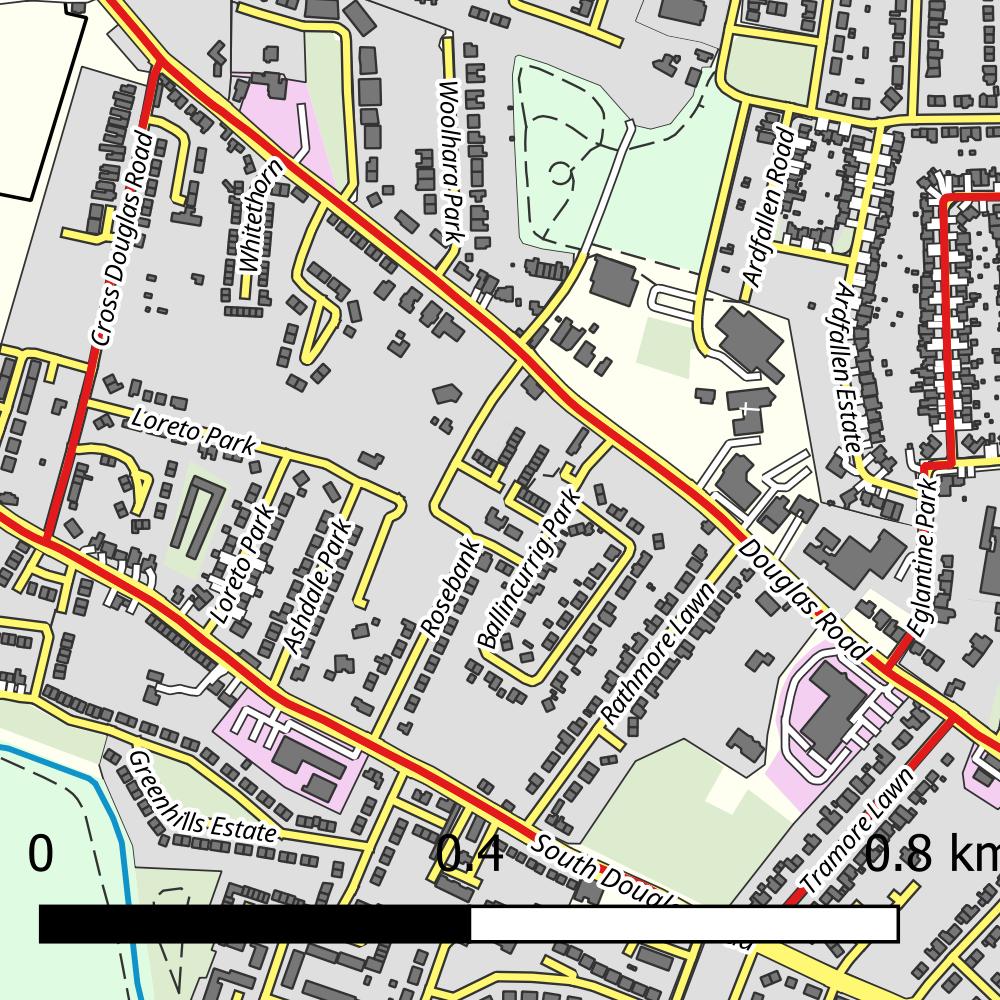 Woolhara Park
Ardfallen Road
Cross Douglas Road
Whitethorn
Ardfallen Estate
Loreto Park
Loreto Park
Ashdale Park
Rosebank
Ballincurrig Park
Eglantine Park
Douglas Road
Rathmore Lawn
Greenhills Estate
Tramore Lawn
South Dougl
0
0.4
0.8 km